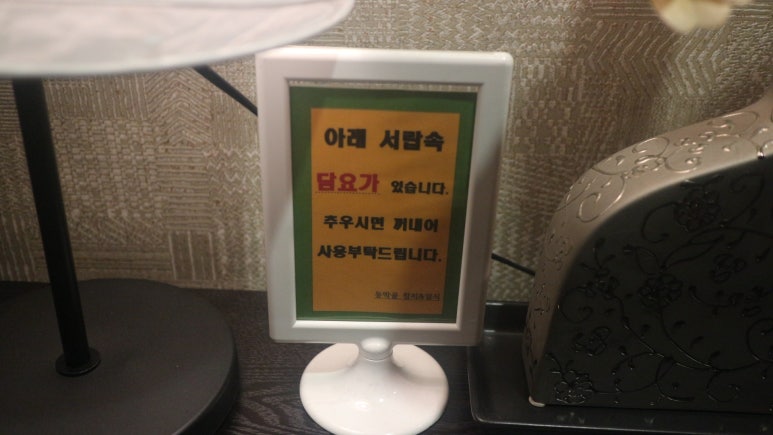 아래 서랍속
담요가 있습니다.
추우시면 꺼내어
사용부탁드립니다.